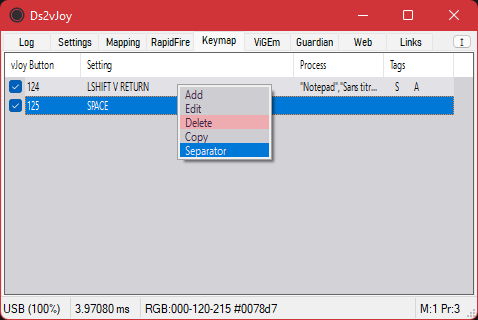 Ds2vJoy
Log Settings Mapping RapidFire Keymap ViGEm Guardian Web Links
vJoy Button Setting Process Tags
124 LSHIFT V RETURN "Notepad","Sans titr... S A
125 SPACE
Add
Edit
Delete
Copy
Separator
USB (100%) 3.97080 ms RGB:000-120-215 #0078d7 M:1 Pr:3